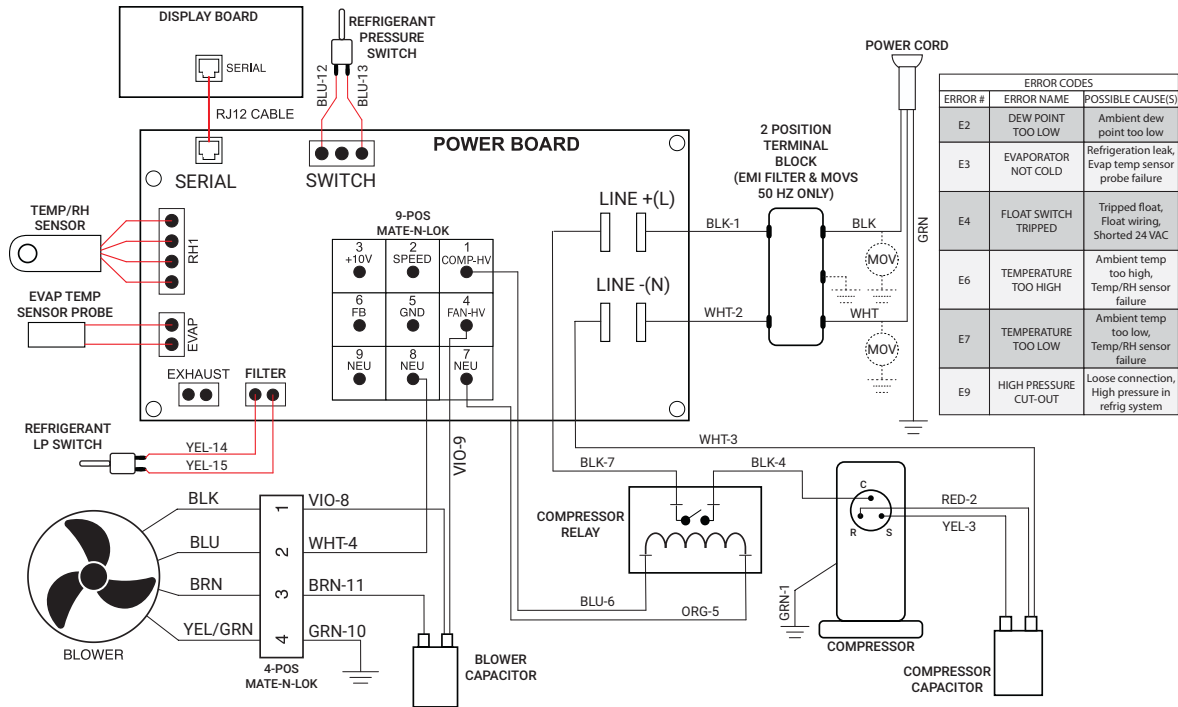 DISPLAY BOARD
SERIAL
RJ12 CABLE
REFRIGERANT
PRESSURE
SWITCH
BLU-12
BLU-13
POWER CORD
POWER BOARD
SERIAL
SWITCH
2 POSITION
TERMINAL
BLOCK
(EMI FILTER & MOVS
50 HZ ONLY)
TEMP/RH
SENSOR
RH1
EVAP TEMP
SENSOR PROBE
EVAP
EXHAUST
FILTER
9-POS
MATE-N-LOK
3
+10V
2
SPEED
1
COMP-HV
6
FB
5
GND
4
FAN-HV
9
NEU
8
NEU
7
NEU
LINE +(L)
LINE -(N)
BLK-1
WHT-2
BLK
WHT
MOV
MOV
GRN
ERROR CODES
ERROR # ERROR NAME POSSIBLE CAUSE(S)
E2
DEW POINT
TOO LOW
Ambient dew
point too low
E3
EVAPORATOR
NOT COLD
Refrigeration leak,
Evap temp sensor
probe failure
E4
FLOAT SWITCH
TRIPPED
Tripped float,
Float wiring,
Shorted 24 VAC
E6
TEMPERATURE
TOO HIGH
Ambient temp
too high,
Temp/RH sensor
failure
E7
TEMPERATURE
TOO LOW
Ambient temp
too low,
Temp/RH sensor
failure
E9
HIGH PRESSURE
CUT-OUT
Loose connection,
High pressure in
refrig system
REFRIGERANT
LP SWITCH
YEL-14
YEL-15
VIO-9
WHT-3
BLK-7
BLK-4
COMPRESSOR
RELAY
BLU-6
ORG-5
C
R
S
RED-2
YEL-3
GRN-1
COMPRESSOR
COMPRESSOR
CAPACITOR
BLK
BLU
BRN
YEL/GRN
BLOWER
1
2
3
4
VIO-8
WHT-4
BRN-11
GRN-10
4-POS
MATE-N-LOK
BLOWER
CAPACITOR